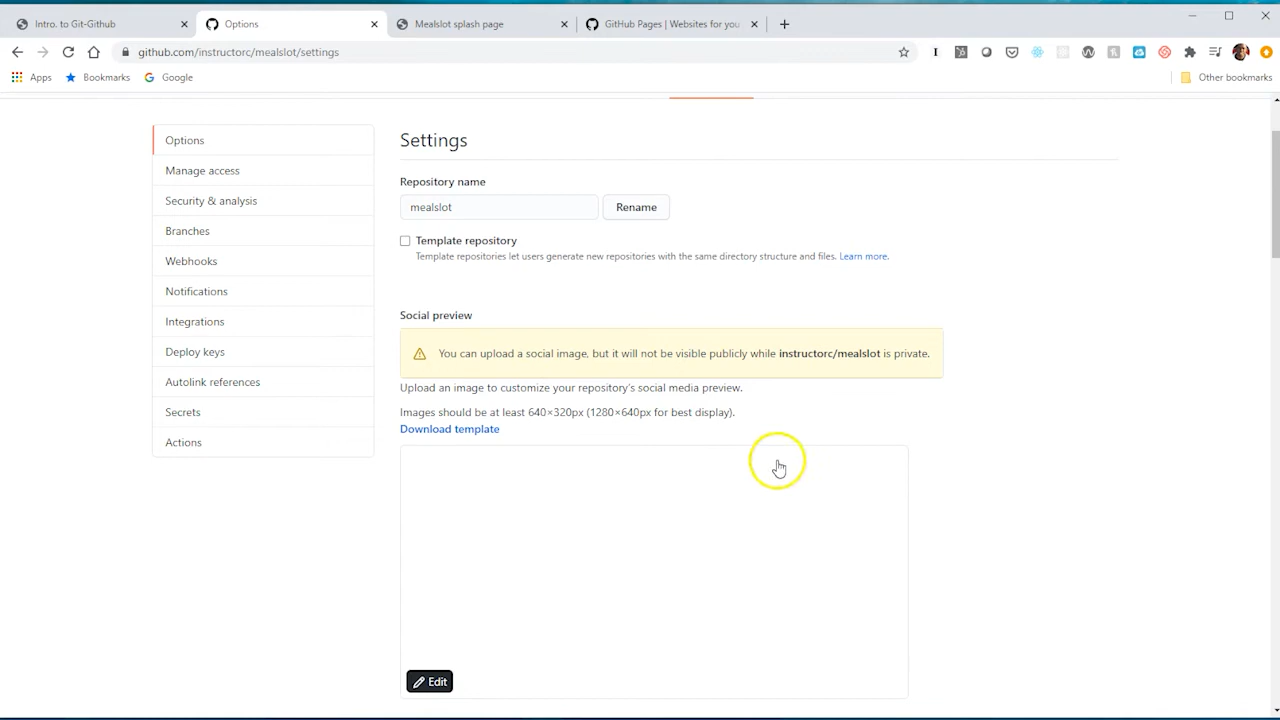 Intro. to Git-Github
Options
Mealslot splash page
GitHub Pages | Websites for you
github.com/instructorc/mealslot/settings
Apps
Bookmarks
Google
Other bookmarks
Options
Manage access
Security & analysis
Branches
Webhooks
Notifications
Integrations
Deploy keys
Autolink references
Secrets
Actions
Settings
Repository name
mealslot
Rename
Template repository
Template repositories let users generate new repositories with the same directory structure and files. Learn more.
Social preview
You can upload a social image, but it will not be visible publicly while instructorc/mealslot is private.
Upload an image to customize your repository's social media preview.
Images should be at least 640×320px (1280×640px for best display).
Download template
Edit